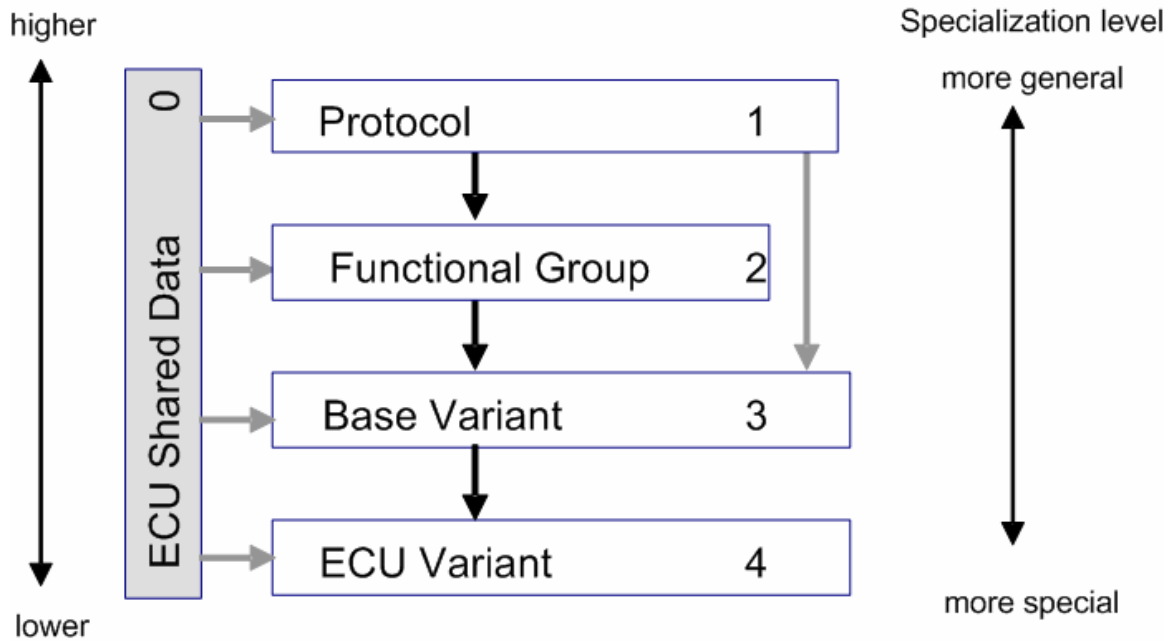 higher
Specialization level
more general
ECU Shared Data 0
Protocol 1
Functional Group 2
Base Variant 3
ECU Variant 4
more special
lower